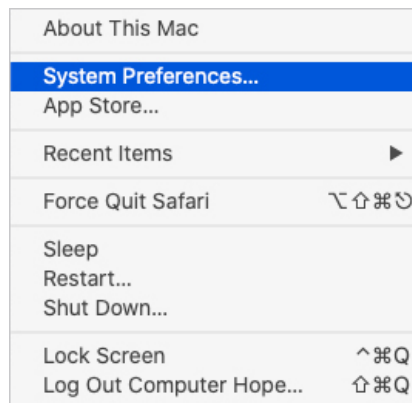 About This Mac
System Preferences...
App Store...
Recent Items ▶
Force Quit Safari ⌥⇧⌘⎋
Sleep
Restart...
Shut Down...
Lock Screen ^⌘Q
Log Out Computer Hope... ⇧⌘Q